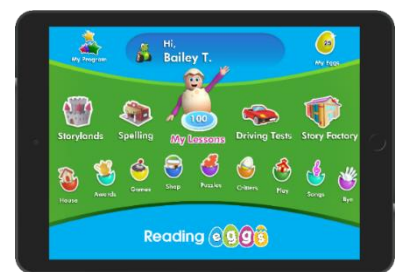 Hi,
Bailey T.
My Program
My Eggs
100
Storylands
Spelling
My Lessons
Driving Tests
Story Factory
House
Awards
Games
Shop
Puzzles
Critters
Play
Songs
Bye
Reading eggs